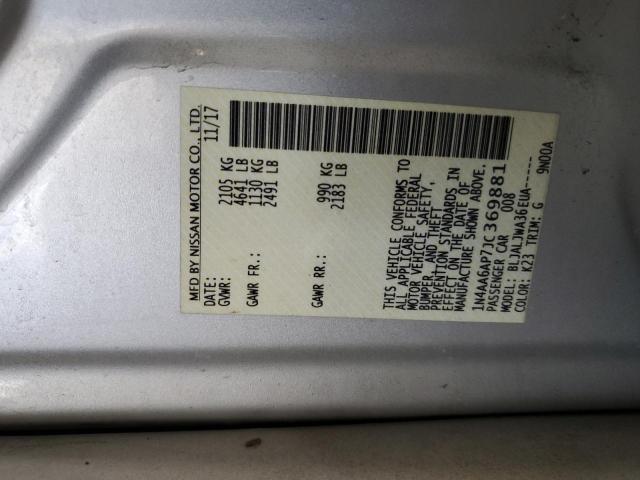 MFD BY NISSAN MOTOR CO., LTD.
DATE: 11/17
GVWR: 2105 KG
4641 LB
GAWR FR.: 1130 KG
2491 LB
GAWR RR.: 990 KG
2183 LB
THIS VEHICLE CONFORMS TO
ALL APPLICABLE FEDERAL
MOTOR VEHICLE SAFETY,
BUMPER, AND THEFT
PREVENTION STANDARDS IN
EFFECT ON THE DATE OF
MANUFACTURE SHOWN ABOVE.
1N4AA6AP7JC369881
PASSENGER CAR 008
MODEL: BLJALJWA36EUA-----
COLOR: K23 TRIM: G 9N00A